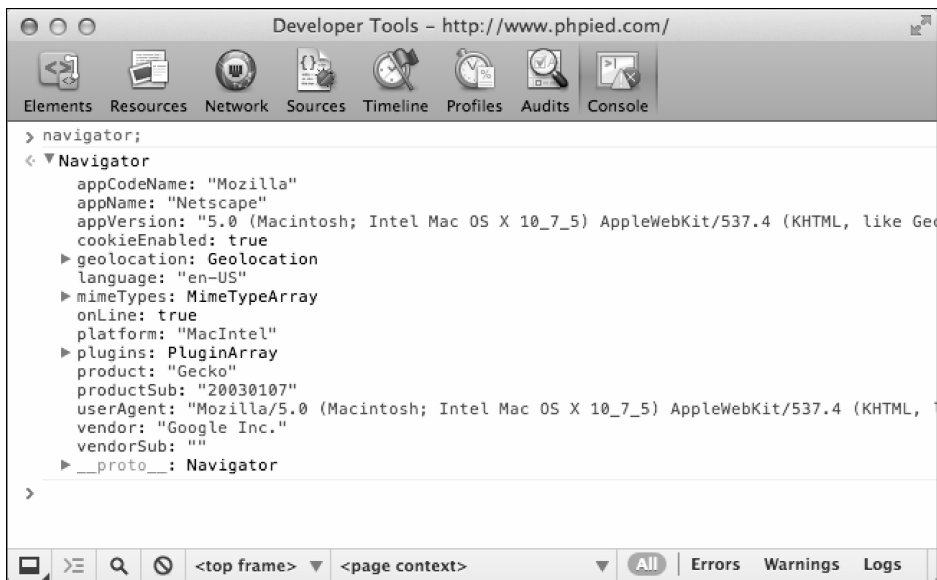 Developer Tools – http://www.phpied.com/
Elements Resources Network Sources Timeline Profiles Audits Console
> navigator;
Navigator
appCodeName: "Mozilla"
appName: "Netscape"
appVersion: "5.0 (Macintosh; Intel Mac OS X 10_7_5) AppleWebKit/537.4 (KHTML, like
cookieEnabled: true
geolocation: Geolocation
language: "en-US"
mimeTypes: MimeTypeArray
onLine: true
platform: "MacIntel"
plugins: PluginArray
product: "Gecko"
productSub: "20030107"
userAgent: "Mozilla/5.0 (Macintosh; Intel Mac OS X 10_7_5) AppleWebKit/537.4 (KHTML,
vendor: "Google Inc."
vendorSub: ""
__proto__: Navigator
>
<top frame> <page context> All Errors Warnings Logs